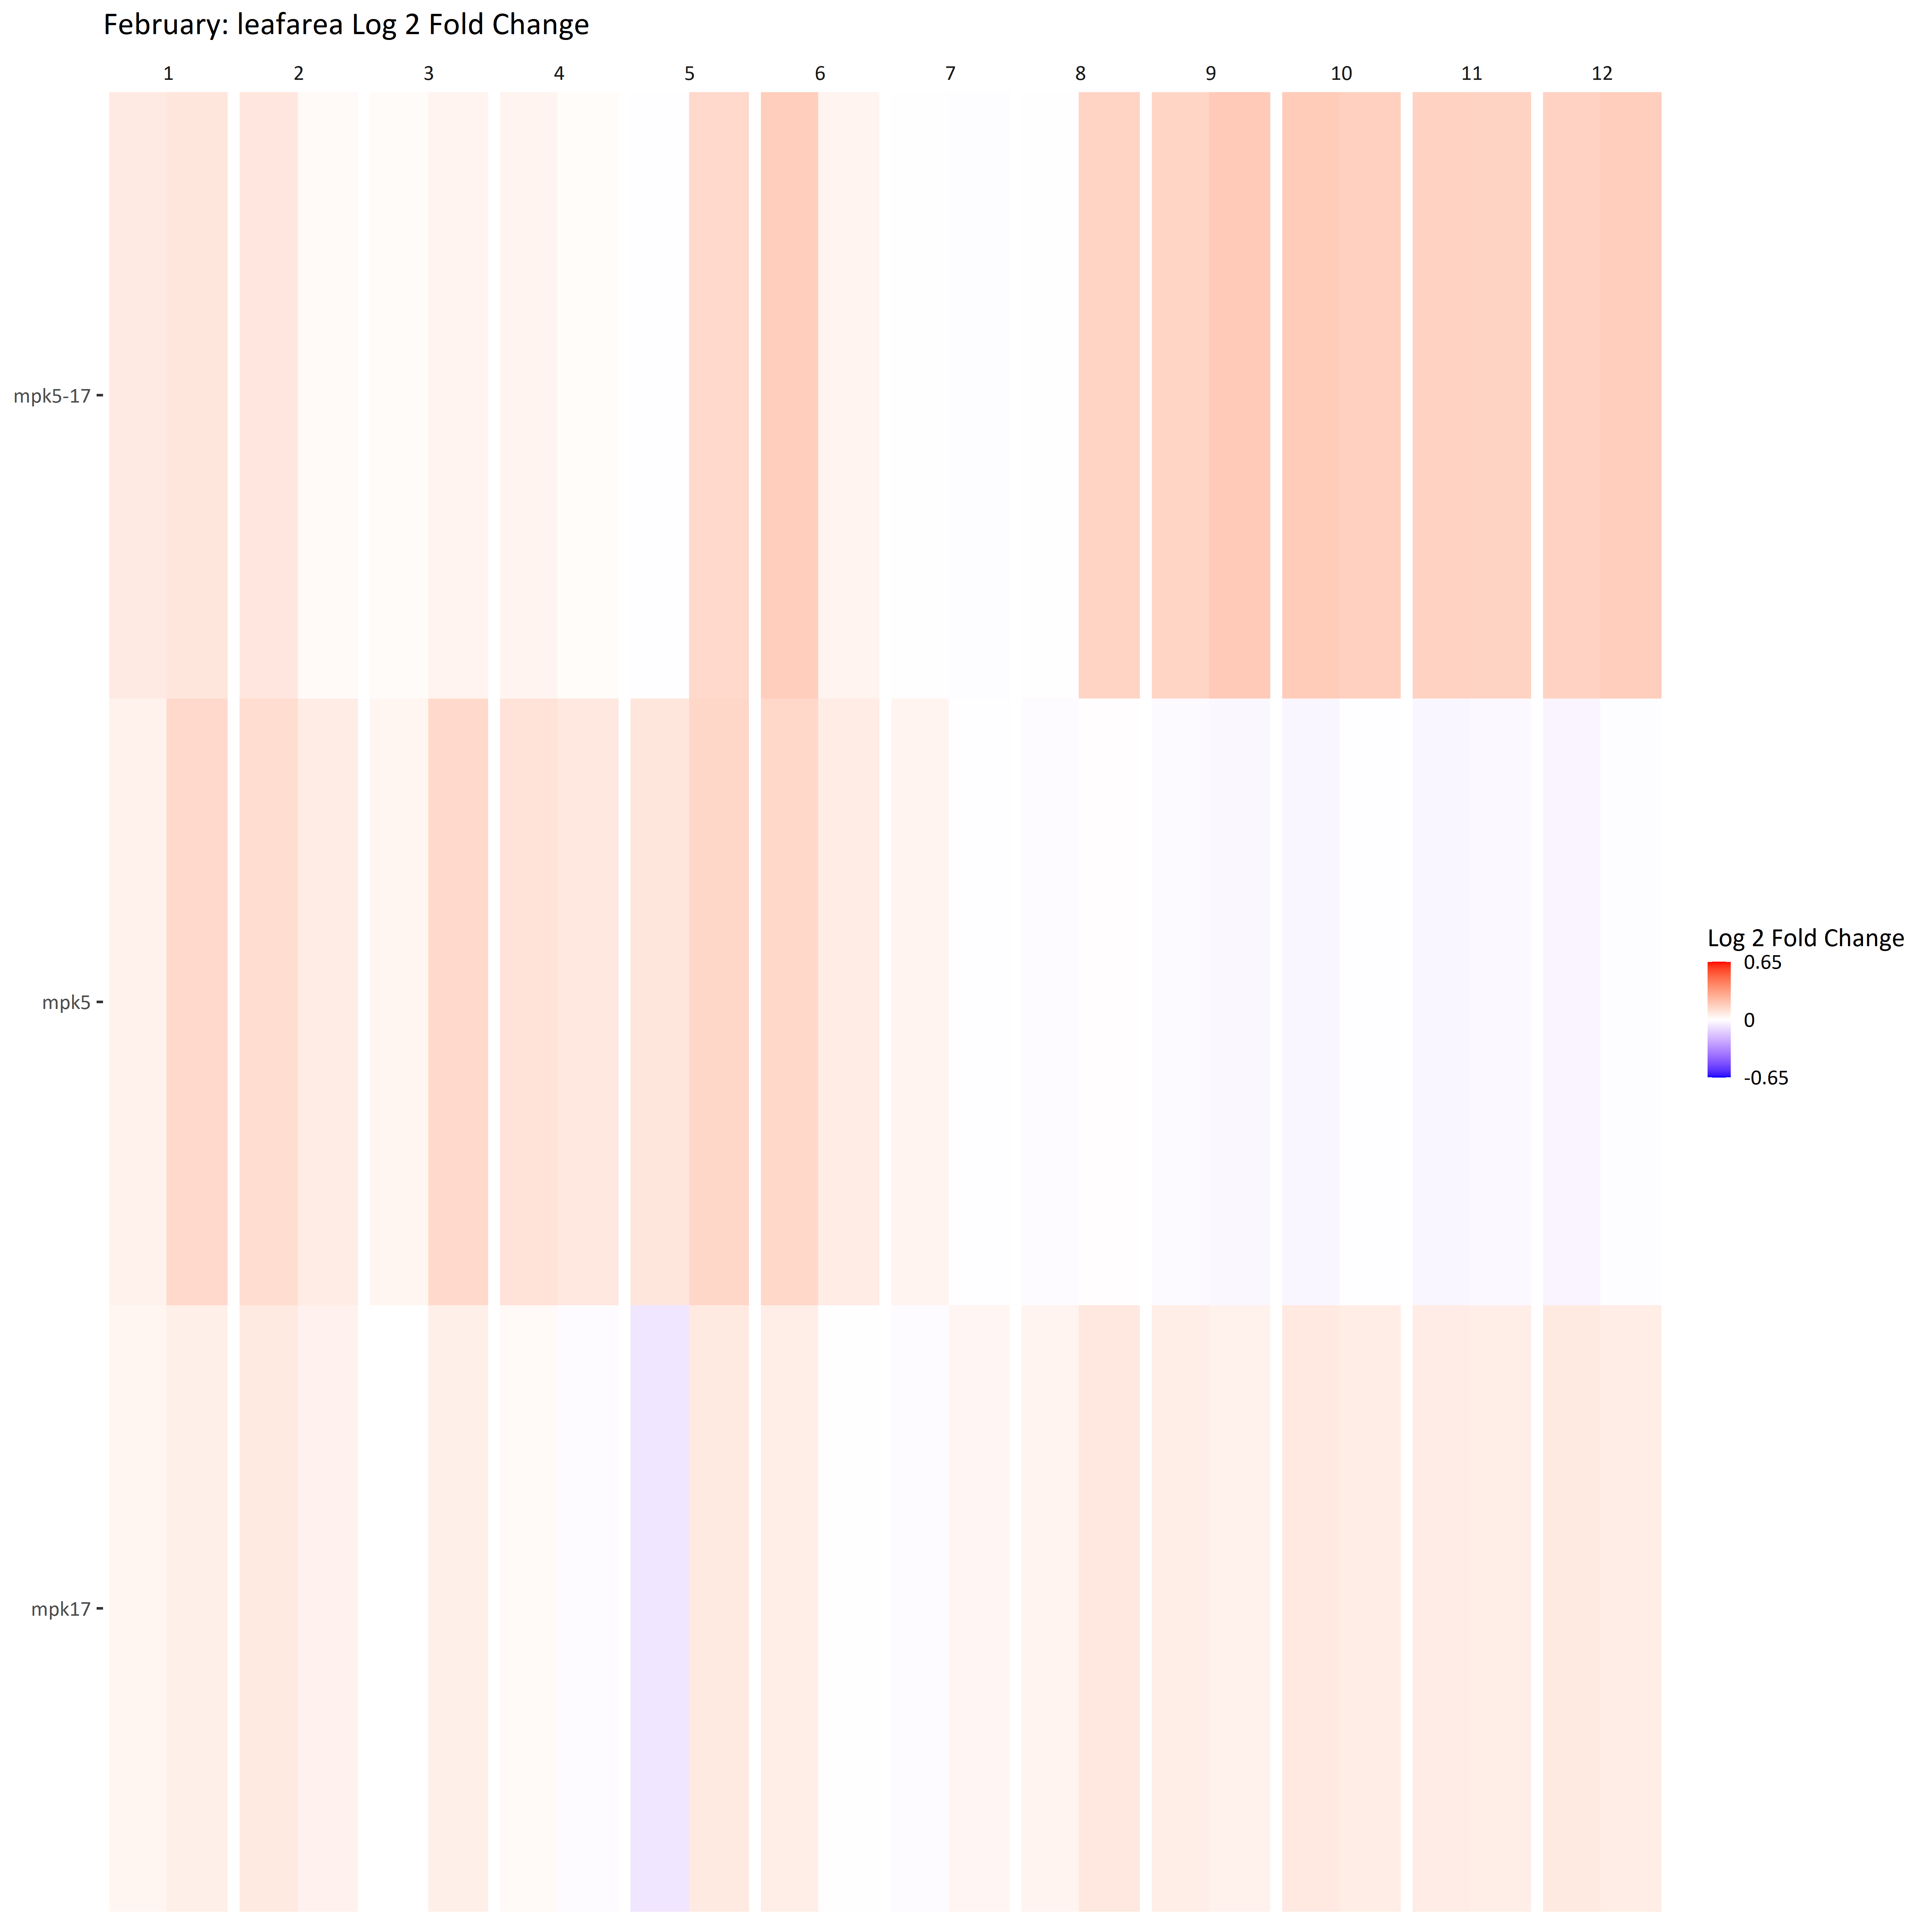 February: leafarea Log 2 Fold Change
1 2 3 4 5 6 7 8 9 10 11 12
mpk5-17
mpk5
mpk17
Log 2 Fold Change
0.65
0
-0.65